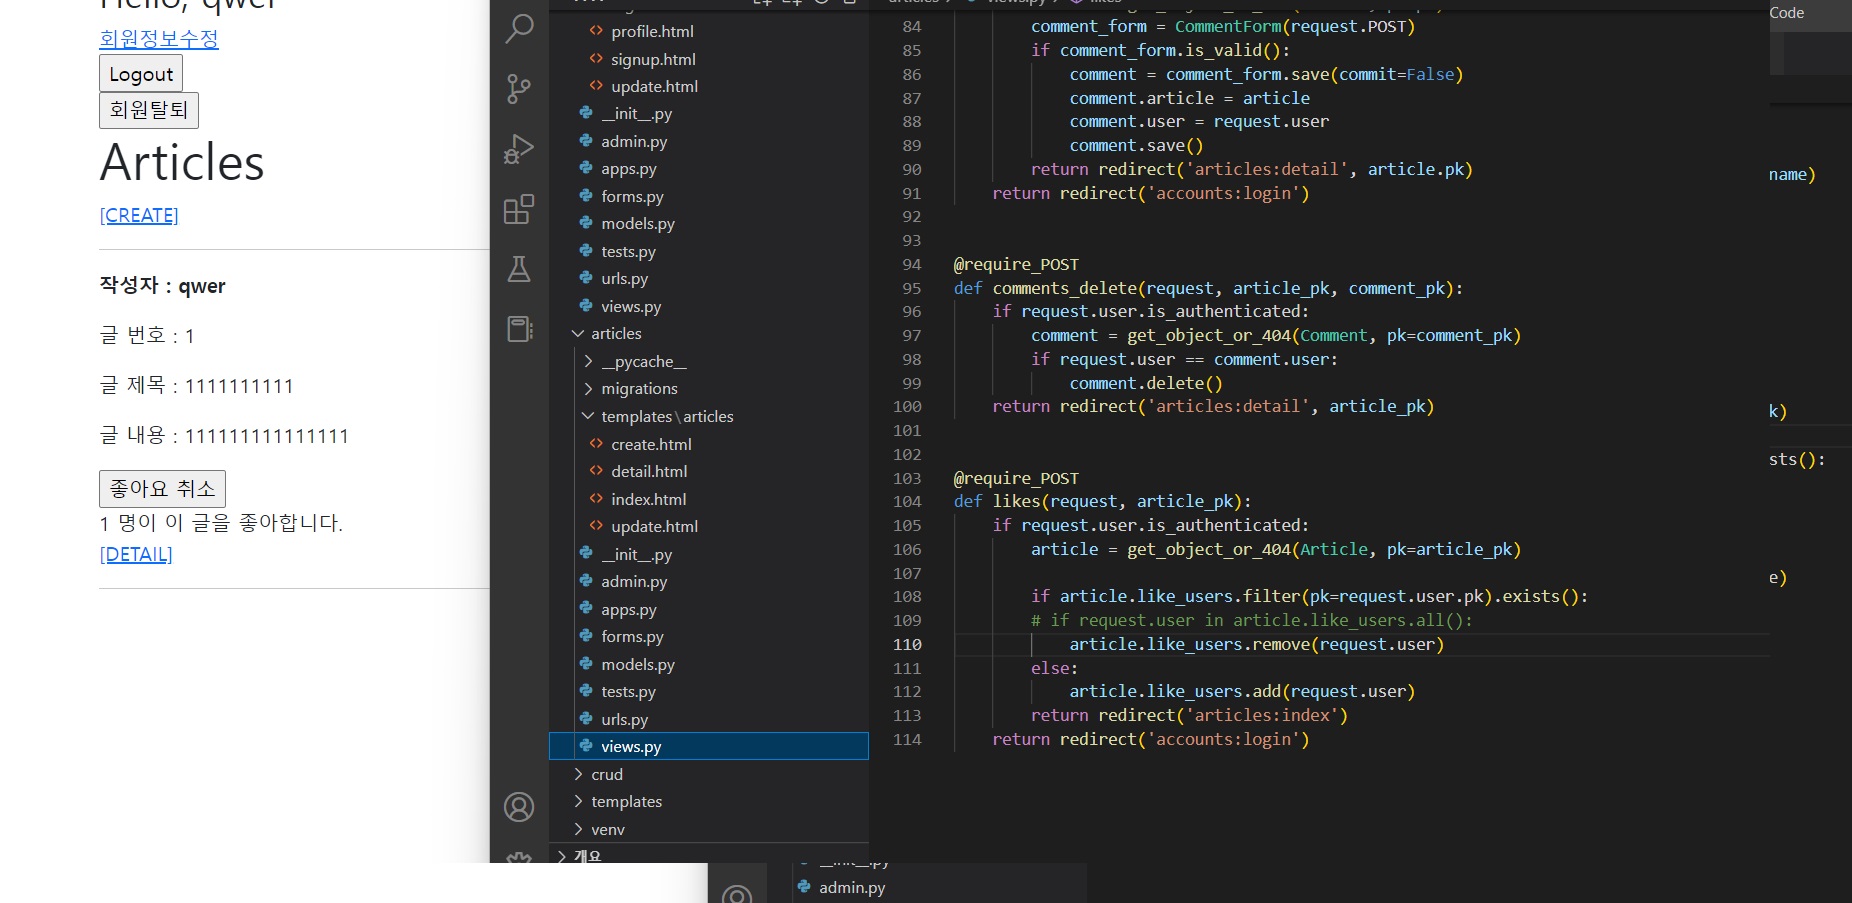 Hello, qwer
회원정보수정
Logout
회원탈퇴
Articles
[CREATE]
작성자 : qwer
글 번호 : 1
글 제목 : 1111111111
글 내용 : 111111111111111
좋아요 취소
1 명이 이 글을 좋아합니다.
[DETAIL]
profile.html
signup.html
update.html
__init__.py
admin.py
apps.py
forms.py
models.py
tests.py
urls.py
views.py
articles
__pycache__
migrations
templates\articles
create.html
detail.html
index.html
update.html
__init__.py
admin.py
apps.py
forms.py
models.py
tests.py
urls.py
views.py
crud
templates
venv
개요
84 comment_form = CommentForm(request.POST)
85 if comment_form.is_valid():
86 comment = comment_form.save(commit=False)
87 comment.article = article
88 comment.user = request.user
89 comment.save()
90 return redirect('articles:detail', article.pk)
91 return redirect('accounts:login')
92
93
94 @require_POST
95 def comments_delete(request, article_pk, comment_pk):
96 if request.user.is_authenticated:
97 comment = get_object_or_404(Comment, pk=comment_pk)
98 if request.user == comment.user:
99 comment.delete()
100 return redirect('articles:detail', article_pk)
101
102
103 @require_POST
104 def likes(request, article_pk):
105 if request.user.is_authenticated:
106 article = get_object_or_404(Article, pk=article_pk)
107
108 if article.like_users.filter(pk=request.user.pk).exists():
109 # if request.user in article.like_users.all():
110 article.like_users.remove(request.user)
111 else:
112 article.like_users.add(request.user)
113 return redirect('articles:index')
114 return redirect('accounts:login')
Code
name)
k)
sts():
e)
__init__.py
admin.py